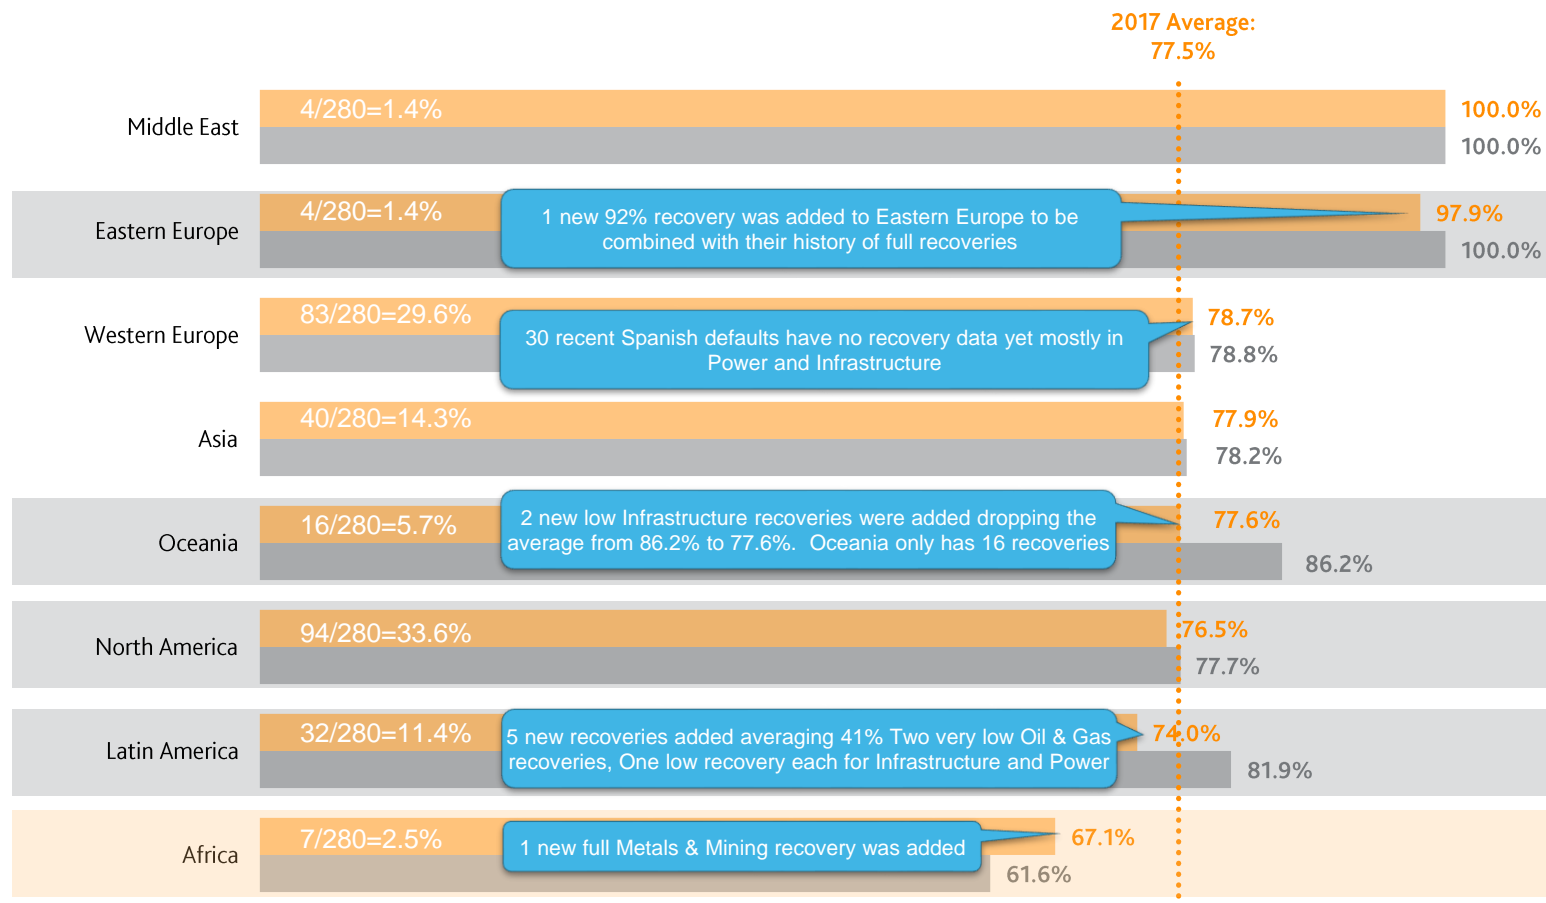 2017 Average:
77.5%
Middle East
4/280=1.4%
100.0%
100.0%
Eastern Europe
4/280=1.4%
1 new 92% recovery was added to Eastern Europe to be
combined with their history of full recoveries
97.9%
100.0%
Western Europe
83/280=29.6%
30 recent Spanish defaults have no recovery data yet mostly in
Power and Infrastructure
78.7%
78.8%
Asia
40/280=14.3%
77.9%
78.2%
Oceania
16/280=5.7%
2 new low Infrastructure recoveries were added dropping the
average from 86.2% to 77.6%.  Oceania only has 16 recoveries
77.6%
86.2%
North America
94/280=33.6%
76.5%
77.7%
Latin America
32/280=11.4%
5 new recoveries added averaging 41% Two very low Oil & Gas
recoveries, One low recovery each for Infrastructure and Power
74.0%
81.9%
Africa
7/280=2.5%
1 new full Metals & Mining recovery was added
67.1%
61.6%